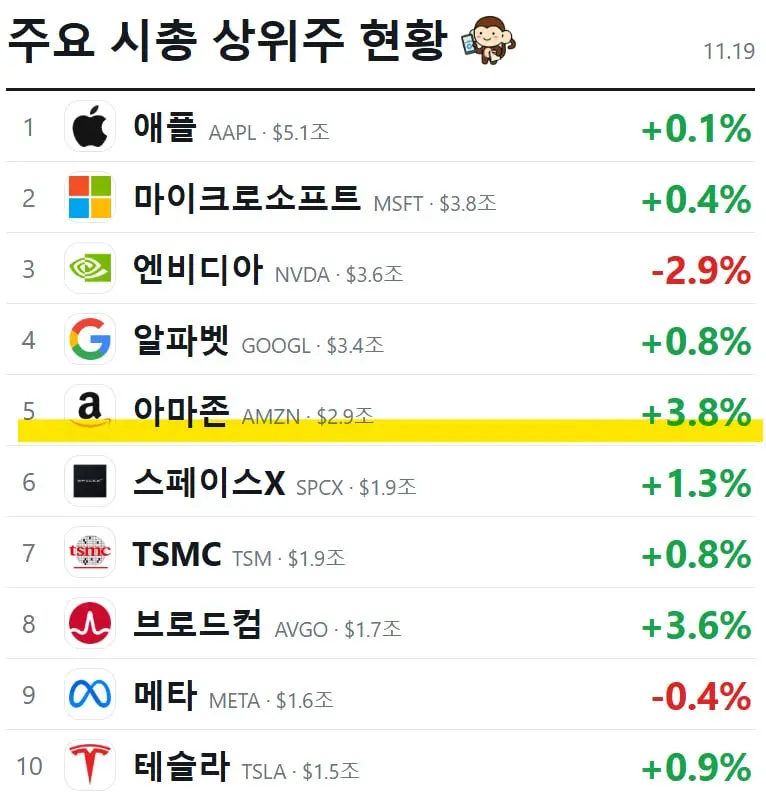 주요 시총 상위주 현황
11.19
1 애플 AAPL · $5.1조 +0.1%
2 마이크로소프트 MSFT · $3.8조 +0.4%
3 엔비디아 NVDA · $3.6조 -2.9%
4 알파벳 GOOGL · $3.4조 +0.8%
5 a 아마존 AMZN · $2.9조 +3.8%
6 SPACEX 스페이스X SPCX · $1.9조 +1.3%
7 tsmc TSMC TSM · $1.9조 +0.8%
8 브로드컴 AVGO · $1.7조 +3.6%
9 메타 META · $1.6조 -0.4%
10 테슬라 TSLA · $1.5조 +0.9%